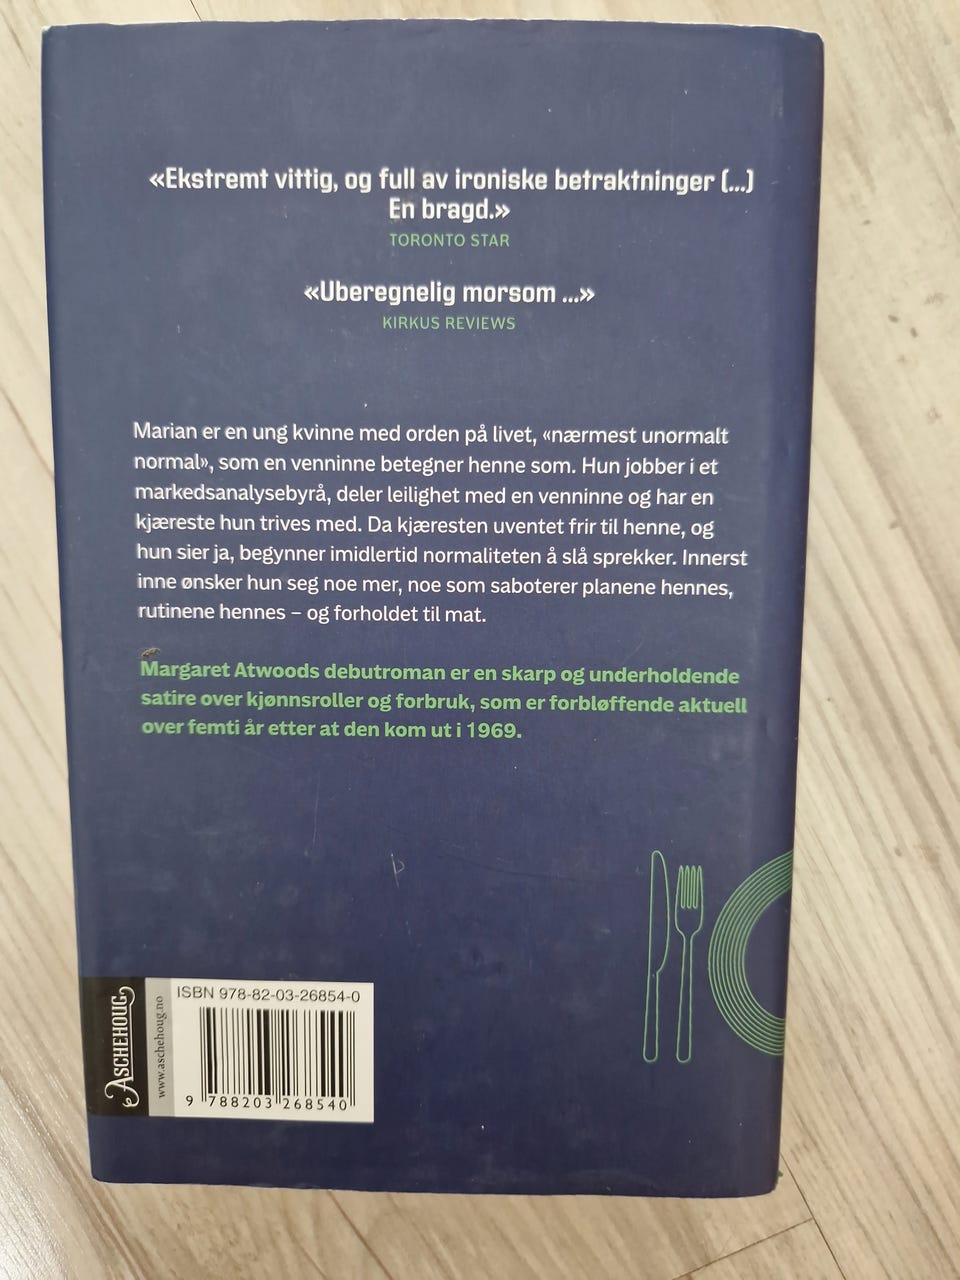 «Ekstremt vittig, og full av ironiske betraktninger (...)
En bragd.»
TORONTO STAR
«Uberegnelig morsom ...»
KIRKUS REVIEWS
Marian er en ung kvinne med orden på livet, «nærmest unormalt
normal», som en venninne betegner henne som. Hun jobber i et
markedsanalysebyrå, deler leilighet med en venninne og har en
kjæreste hun trives med. Da kjæresten uventet frir til henne, og
hun sier ja, begynner imidlertid normaliteten å slå sprekker. Innerst
inne ønsker hun seg noe mer, noe som saboterer planene hennes,
rutinene hennes – og forholdet til mat.
Margaret Atwoods debutroman er en skarp og underholdende
satire over kjønnsroller og forbruk, som er forbløffende aktuell
over femti år etter at den kom ut i 1969.
ASCHEHOUG
www.aschehoug.no
ISBN 978-82-03-26854-0
9 788203 268540